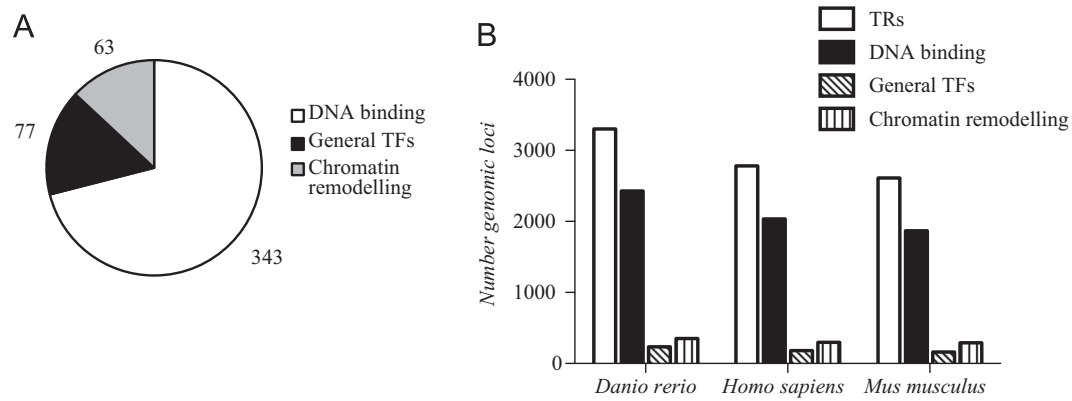 A
63
77
343
DNA binding
General TFs
Chromatin
remodelling
B
TRs
DNA binding
General TFs
Chromatin remodelling
Number genomic loci
4000
3000
2000
1000
0
Danio rerio
Homo sapiens
Mus musculus